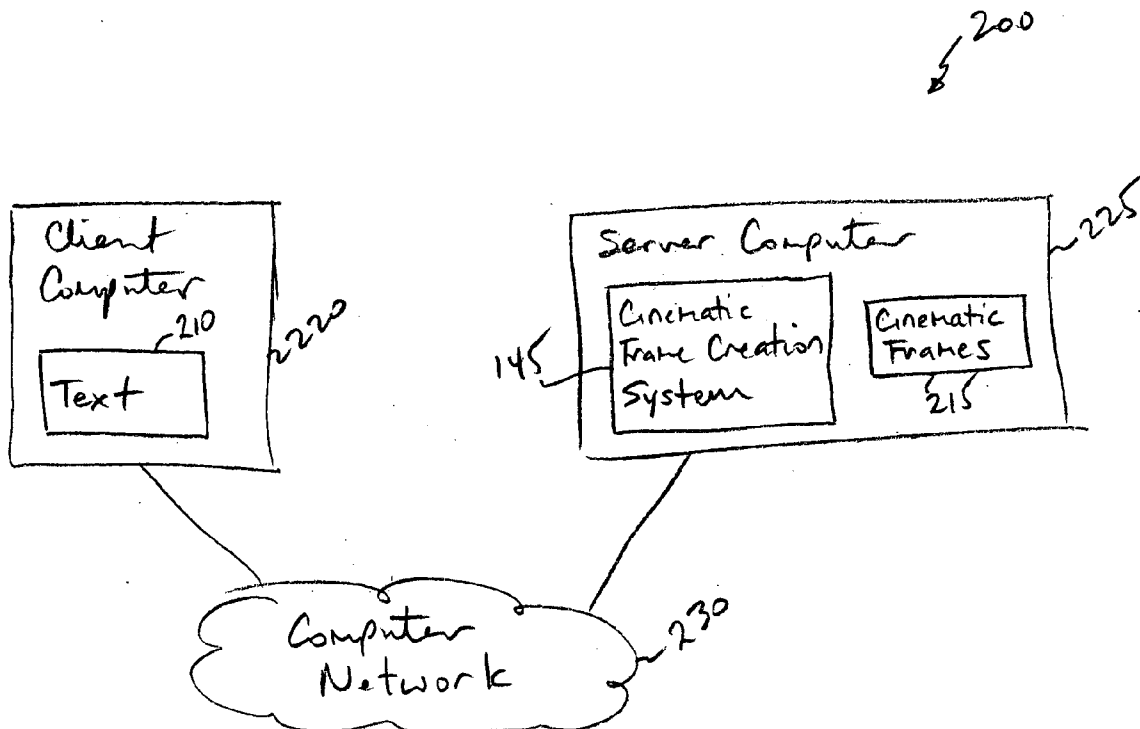 200
Client
Computer
210
Text
220
Server Computer
225
Cinematic
Frame Creation
System
145
Cinematic
Frames
215
Computer
Network
230